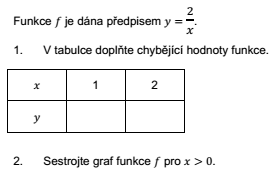 Funkce f je dána předpisem y = 2/x.
1. V tabulce doplňte chybějící hodnoty funkce.
x 1 2
y
2. Sestrojte graf funkce f pro x > 0.